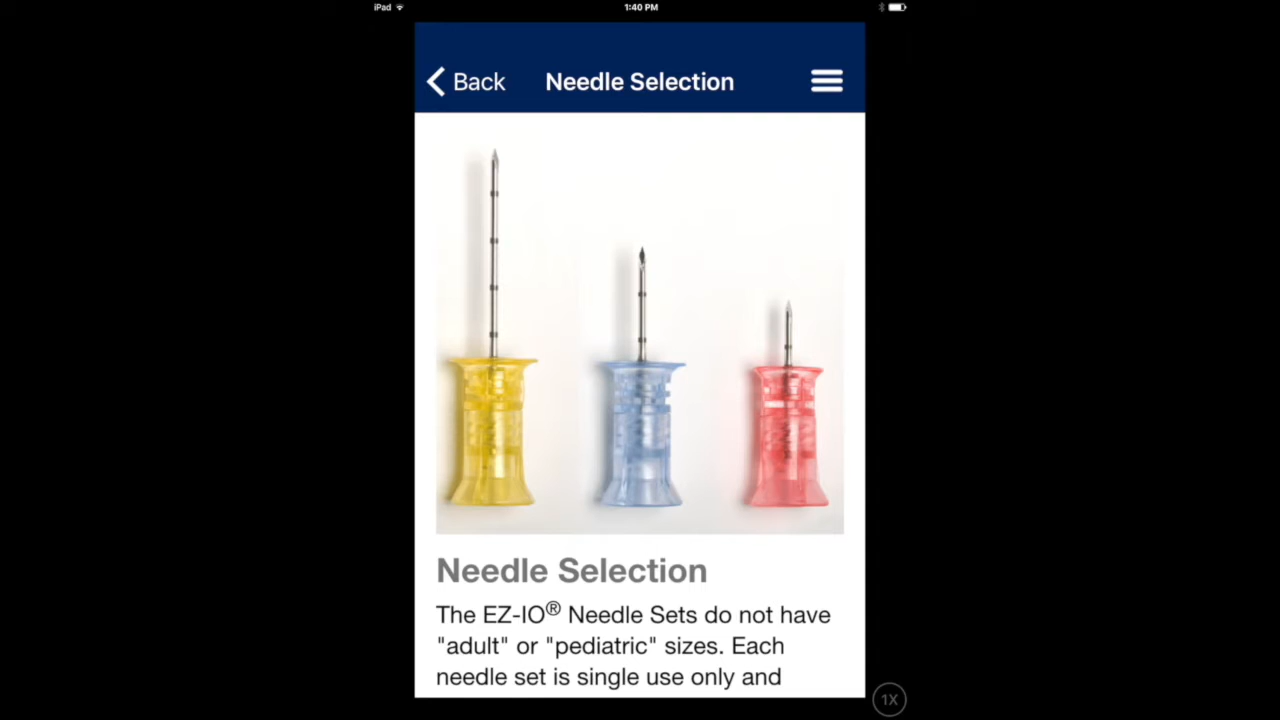 iPad 1:40 PM
Back Needle Selection
Needle Selection
The EZ-IO® Needle Sets do not have
"adult" or "pediatric" sizes. Each
needle set is single use only and
1X